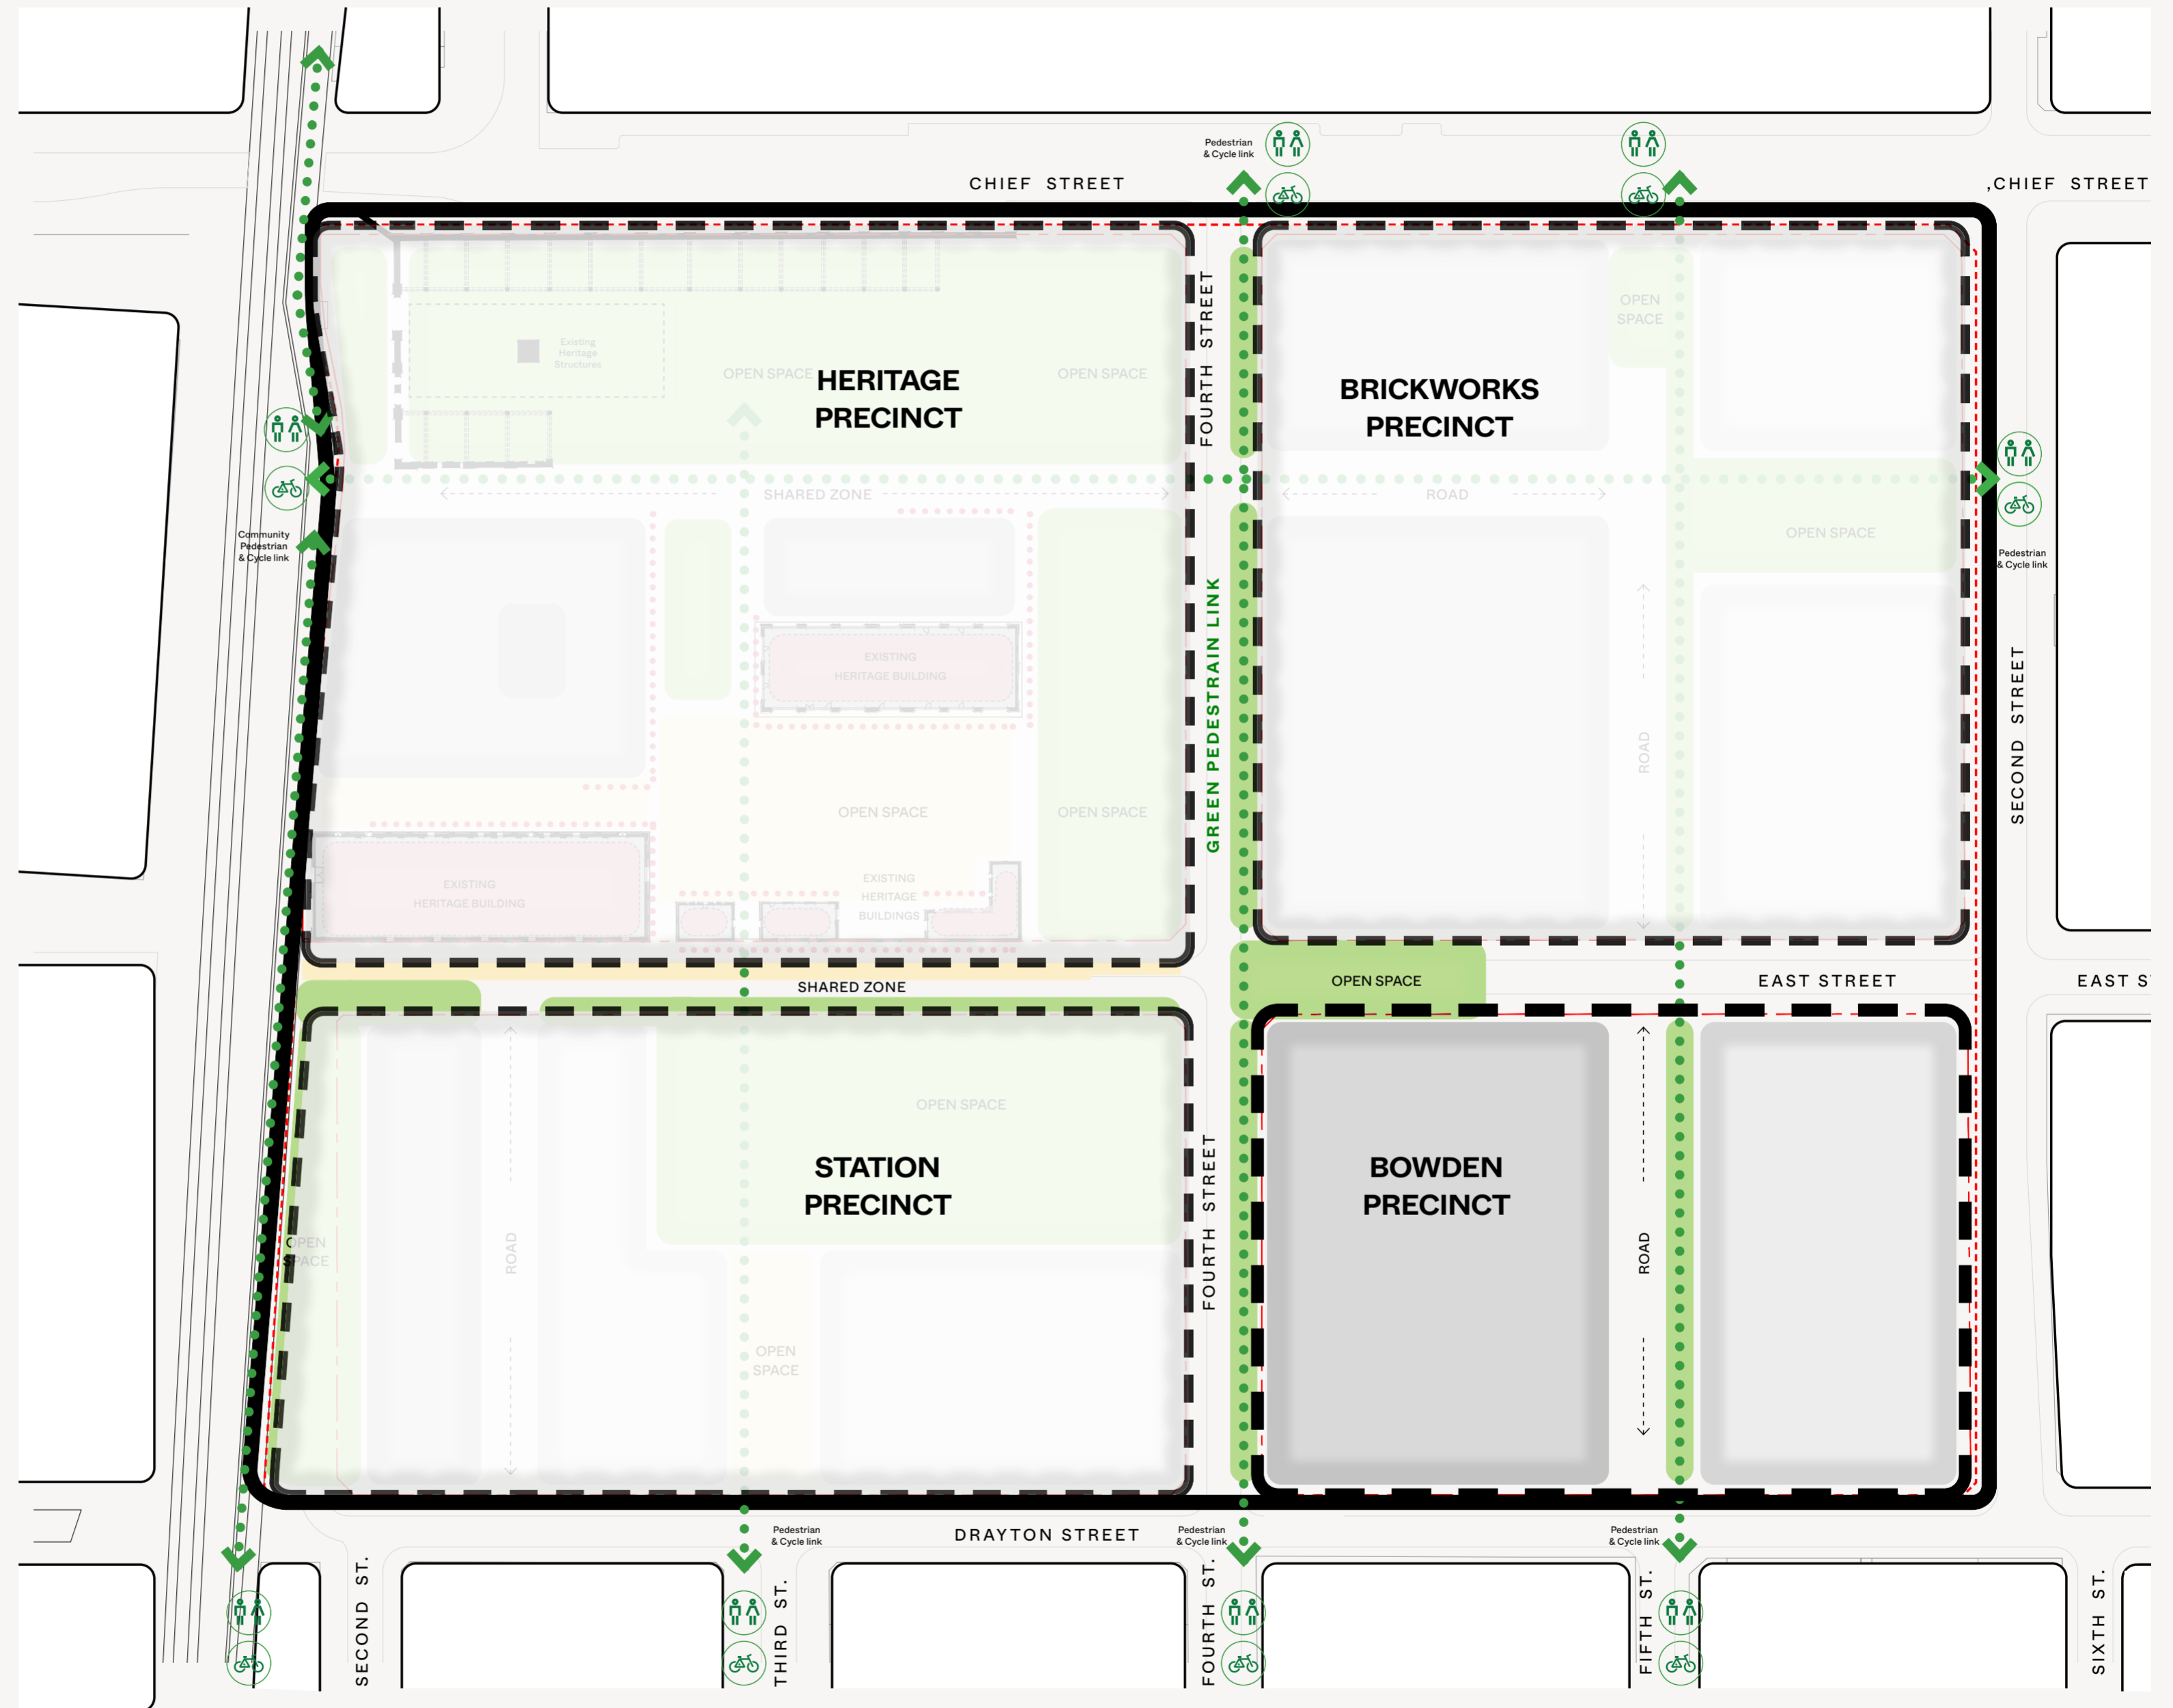 Pedestrian
& Cycle link
CHIEF STREET
,CHIEF STREET
FOURTH STREET
OPEN
SPACE
Existing
Heritage
Structures
OPEN SPACE
HERITAGE
PRECINCT
OPEN SPACE
BRICKWORKS
PRECINCT
SHARED ZONE
ROAD
Community
Pedestrian
& Cycle link
OPEN SPACE
Pedestrian
& Cycle link
GREEN PEDESTRAIN LINK
EXISTING
HERITAGE BUILDING
ROAD
SECOND STREET
OPEN SPACE
OPEN SPACE
EXISTING
HERITAGE BUILDING
EXISTING
HERITAGE
BUILDINGS
SHARED ZONE
OPEN SPACE
EAST STREET
EAST S
OPEN SPACE
STATION
PRECINCT
BOWDEN
PRECINCT
FOURTH STREET
OPEN
SPACE
ROAD
ROAD
OPEN
SPACE
DRAYTON STREET
Pedestrian
& Cycle link
Pedestrian
& Cycle link
Pedestrian
& Cycle link
SECOND ST.
THIRD ST.
FOURTH ST.
FIFTH ST.
SIXTH ST.